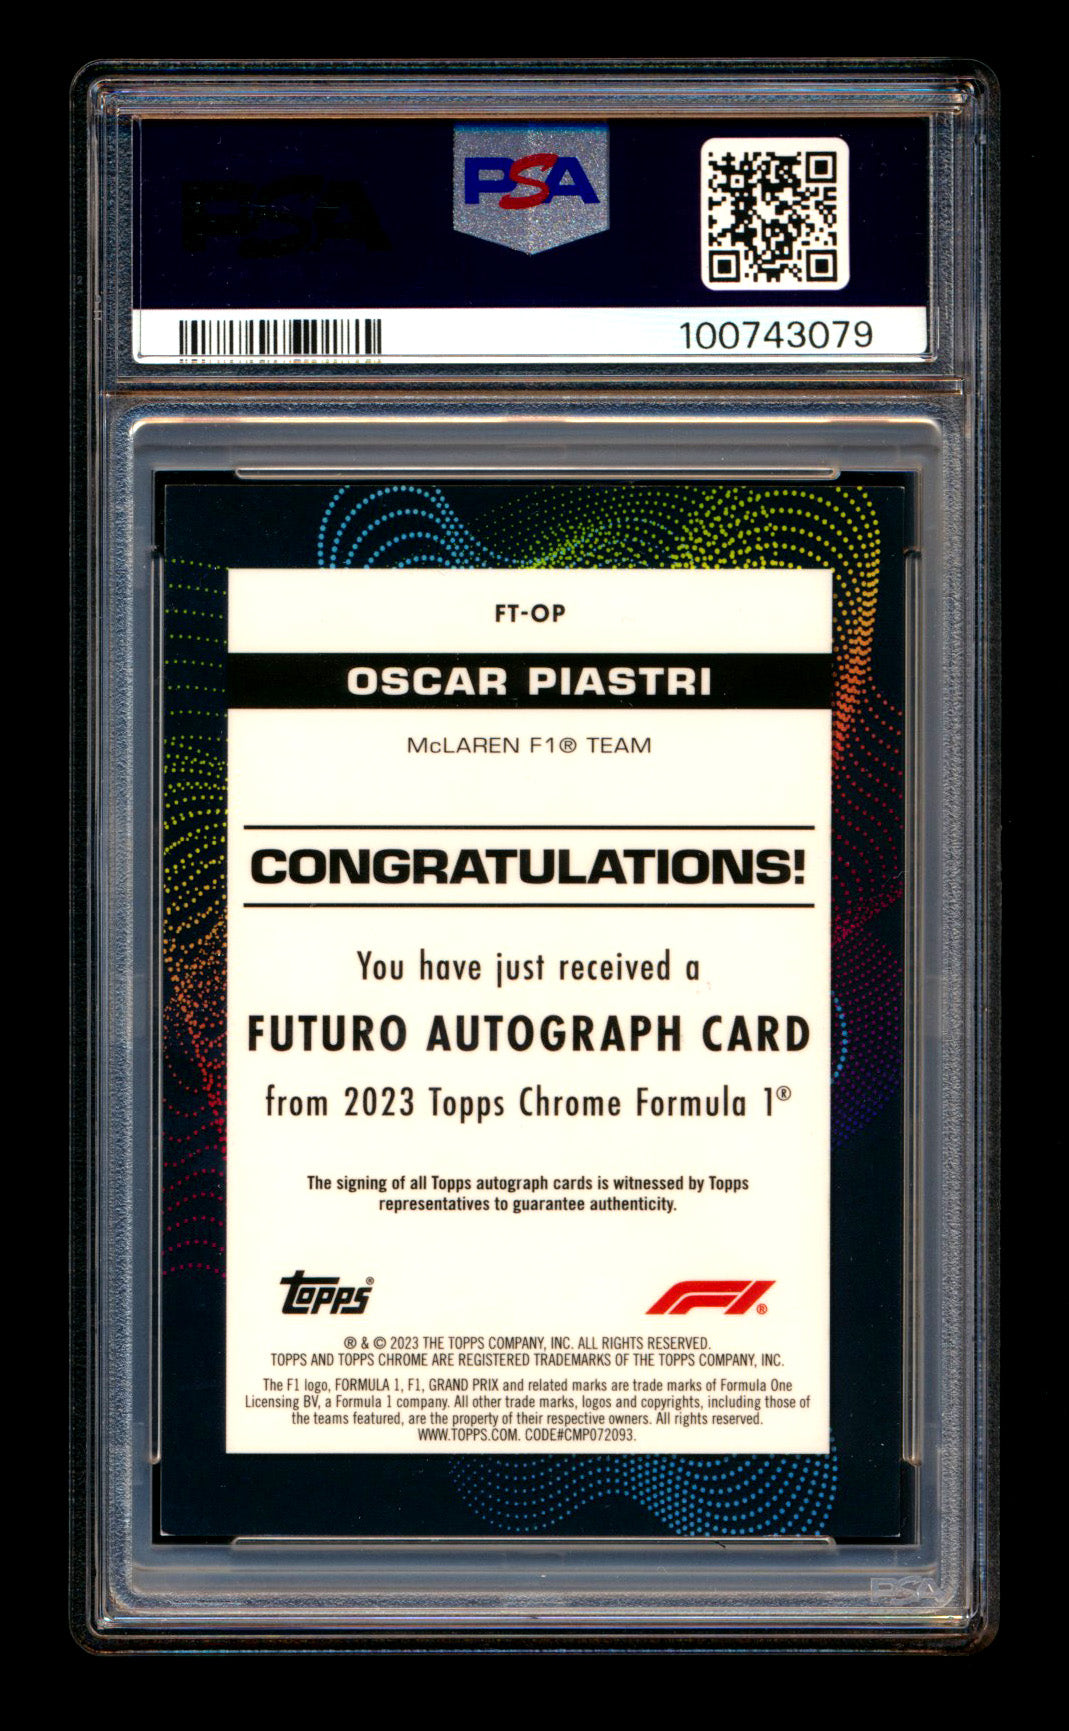 PSA
PSA
100743079
FT-OP
OSCAR PIASTRI
McLAREN F1® TEAM
CONGRATULATIONS!
You have just received a
FUTURO AUTOGRAPH CARD
from 2023 Topps Chrome Formula 1®
The signing of all Topps autograph cards is witnessed by Topps
representatives to guarantee authenticity.
topps®
F1®
® & © 2023 THE TOPPS COMPANY, INC. ALL RIGHTS RESERVED.
TOPPS AND TOPPS CHROME ARE REGISTERED TRADEMARKS OF THE TOPPS COMPANY, INC.
The F1 logo, FORMULA 1, F1, GRAND PRIX and related marks are trade marks of Formula One
Licensing BV, a Formula 1 company. All other trade marks, logos and copyrights, including those of
the teams featured, are the property of their respective owners. All rights reserved.
WWW.TOPPS.COM. CODE#CMP072093.
PSA